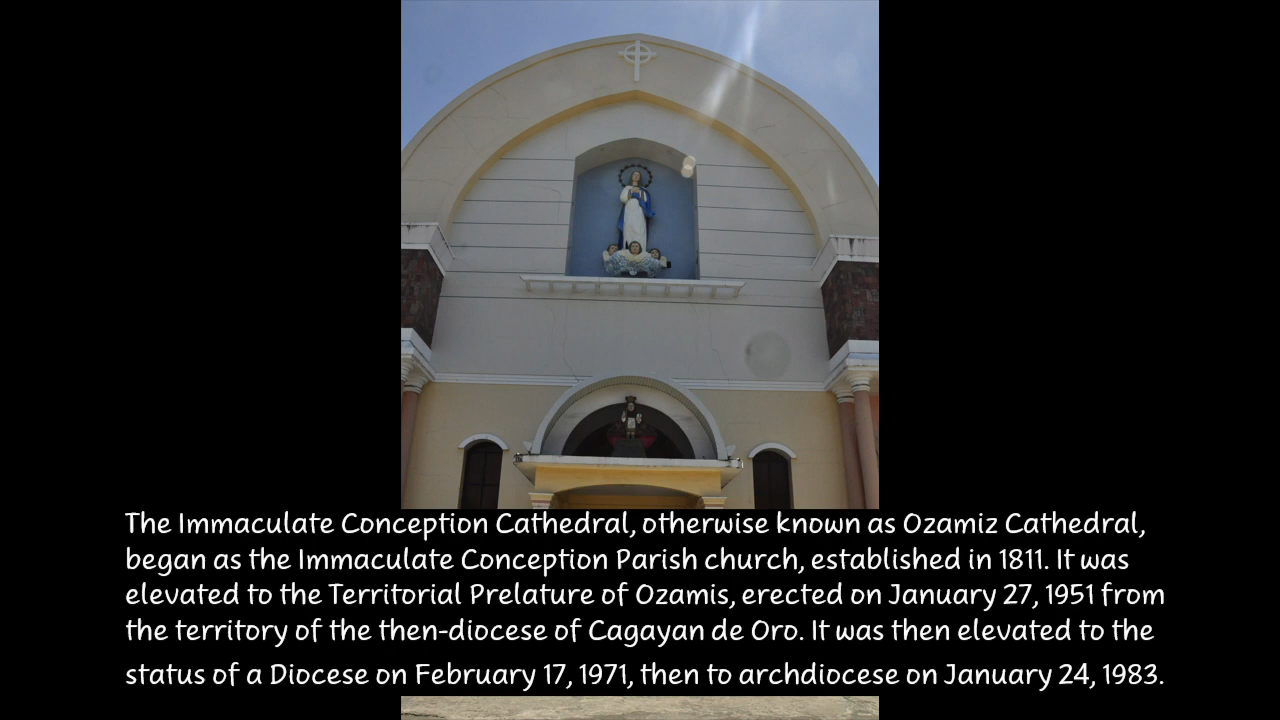 The Immaculate Conception Cathedral, otherwise known as Ozamiz Cathedral,
began as the Immaculate Conception Parish church, established in 1811. It was
elevated to the Territorial Prelature of Ozamis, erected on January 27, 1951 from
the territory of the then-diocese of Cagayan de Oro. It was then elevated to the
status of a Diocese on February 17, 1971, then to archdiocese on January 24, 1983.